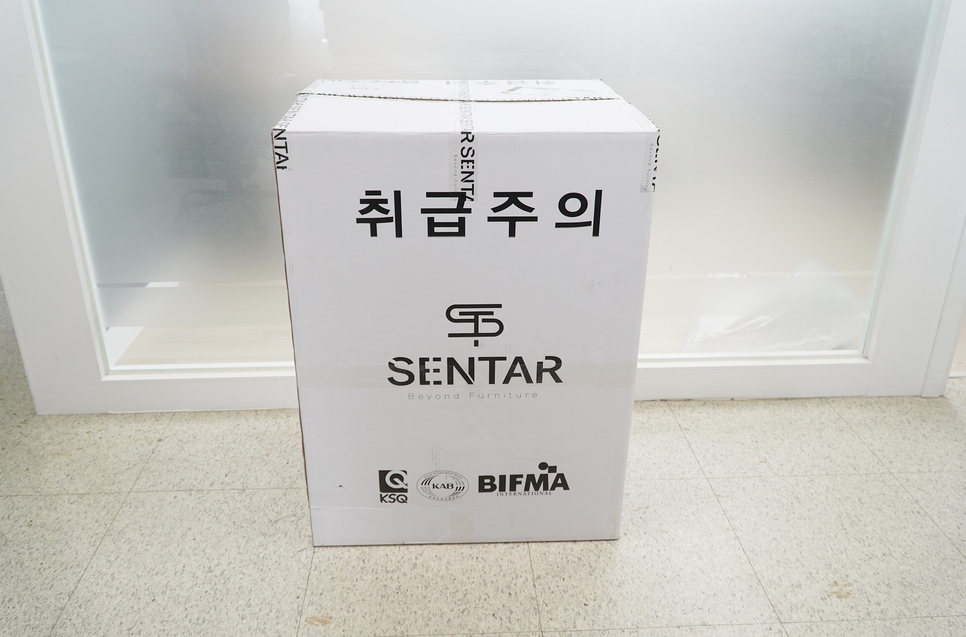 SENTAR
취급주의
SENTAR
Beyond Furniture
KSQ
KAB
BIFMA
INTERNATIONAL